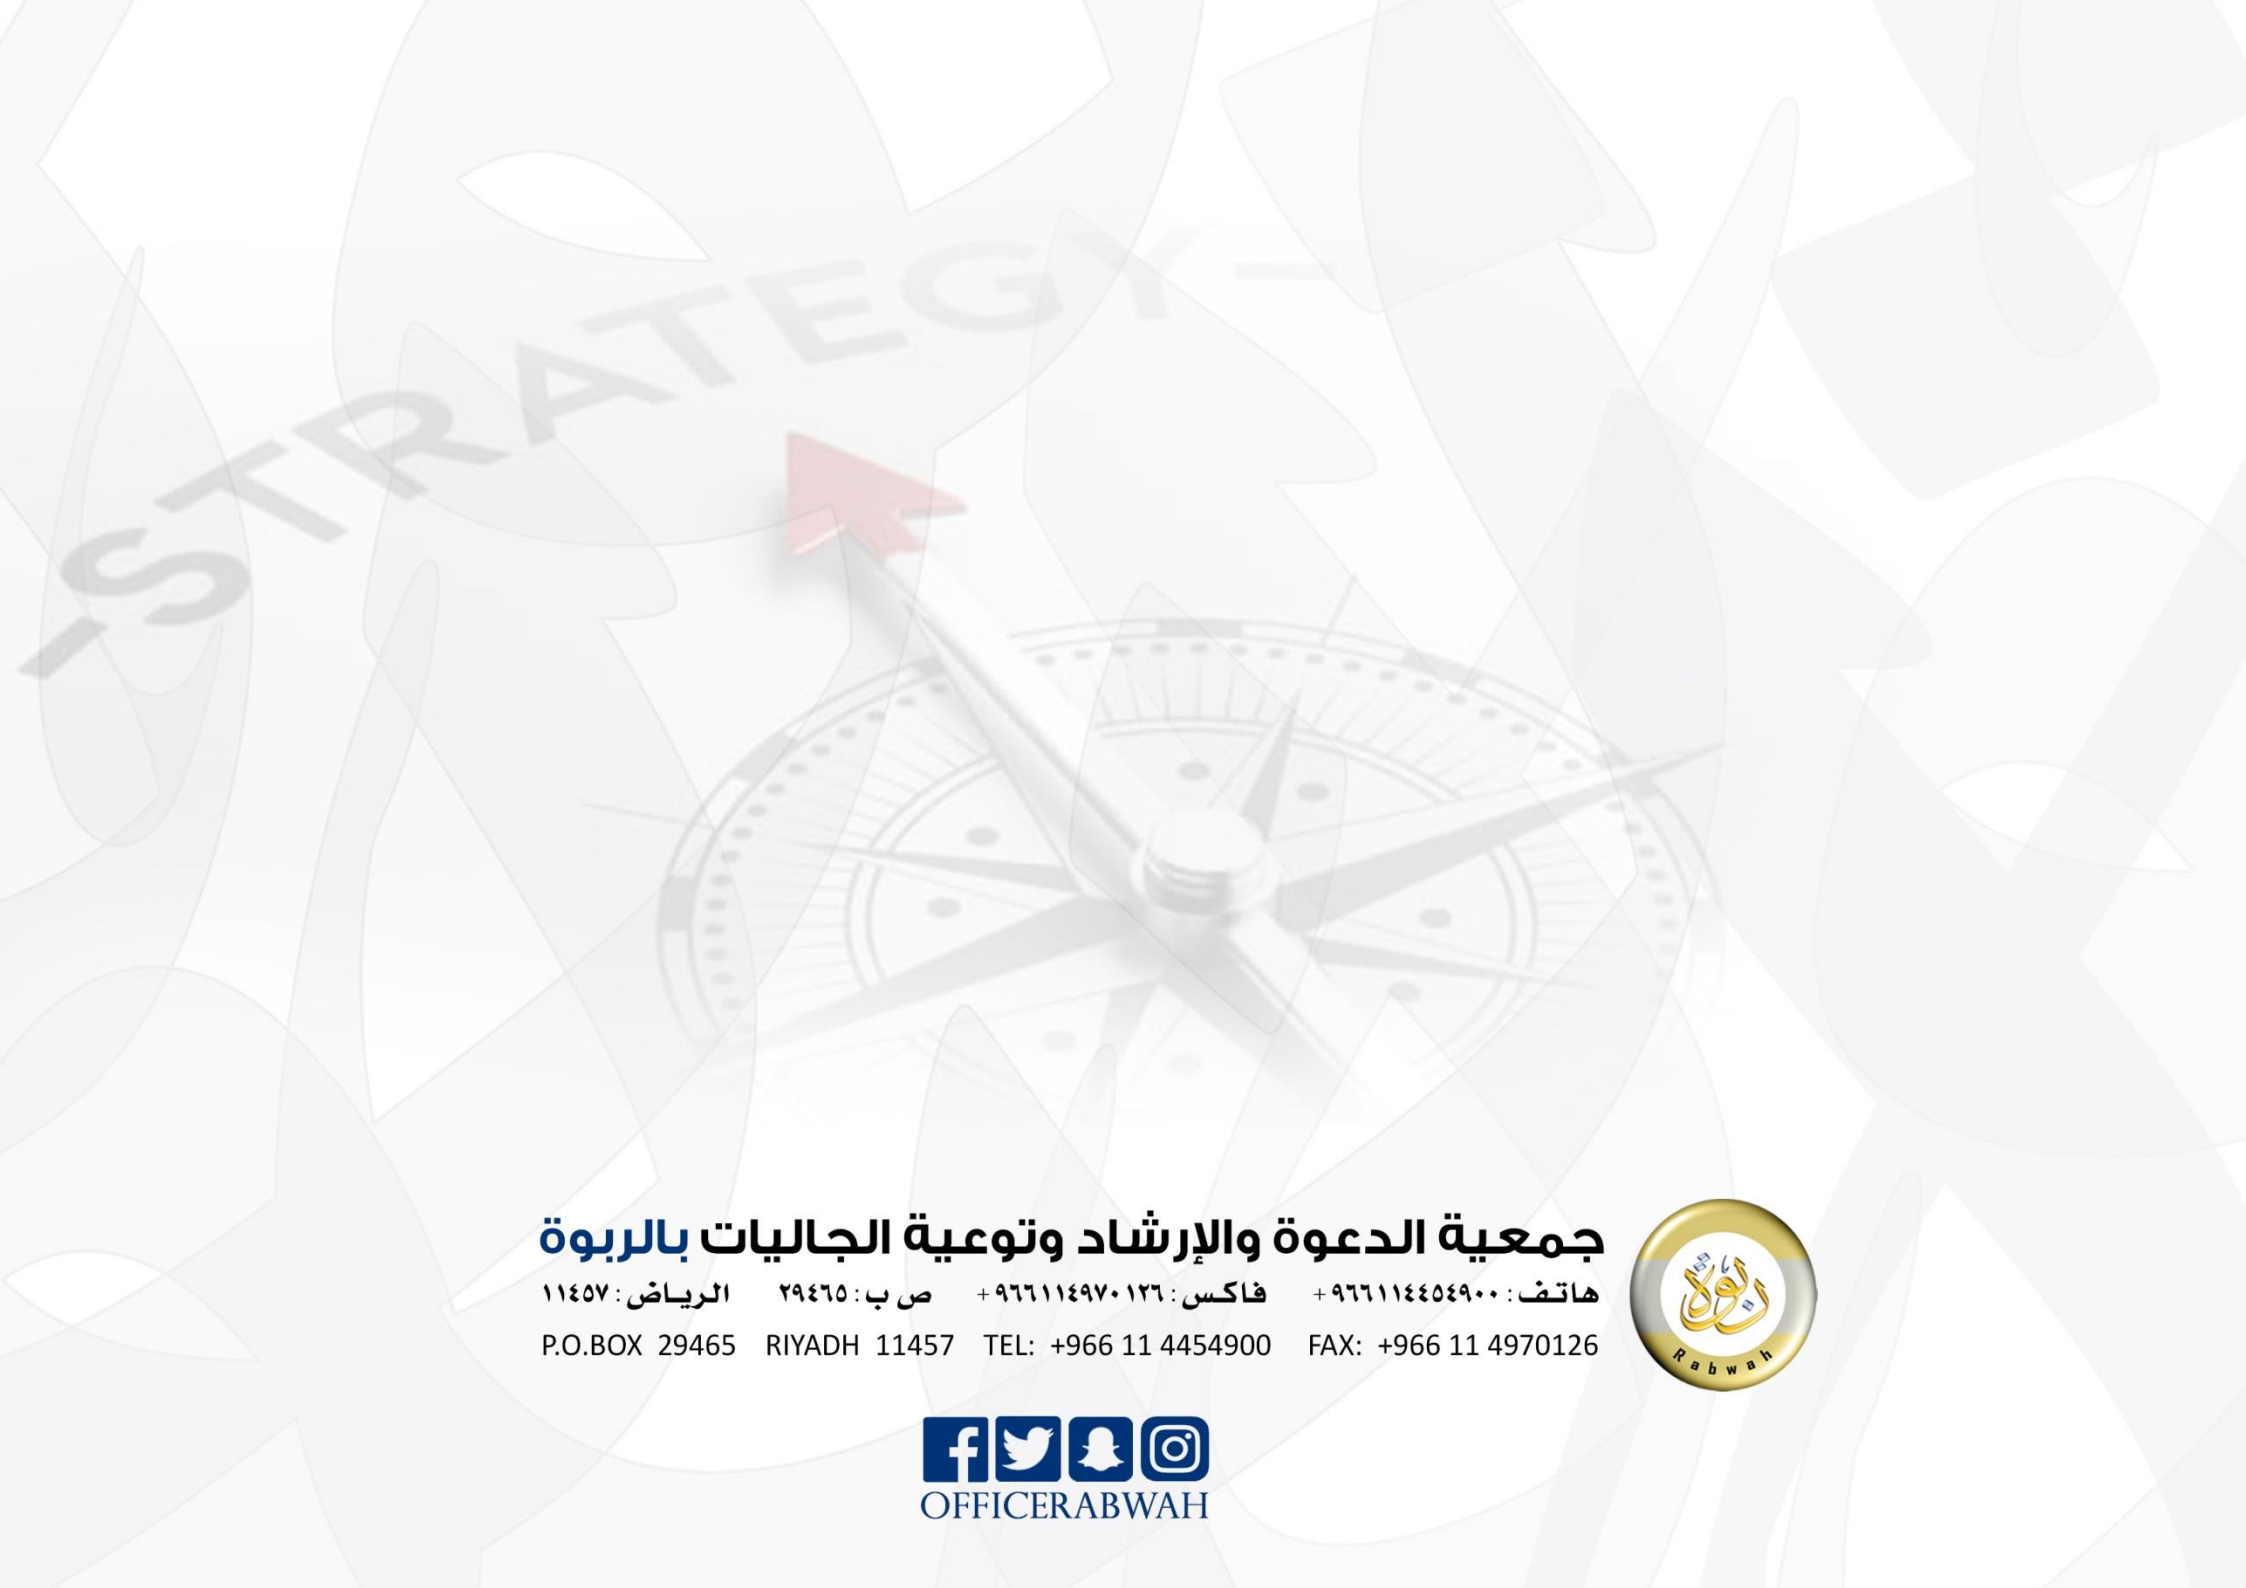 -STRATEGY-
جمعية الدعوة والإرشاد وتوعية الجاليات بالربوة
هاتف: ٩٦٦١١٤٤٥٤٩٠٠+ فاكس: ٩٦٦١١٤٩٧٠١٢٦+ ص ب: ٢٩٤٦٥ الرياض: ١١٤٥٧
P.O.BOX 29465 RIYADH 11457 TEL: +966 11 4454900 FAX: +966 11 4970126
ربوة
Rabwah
OFFICERABWAH